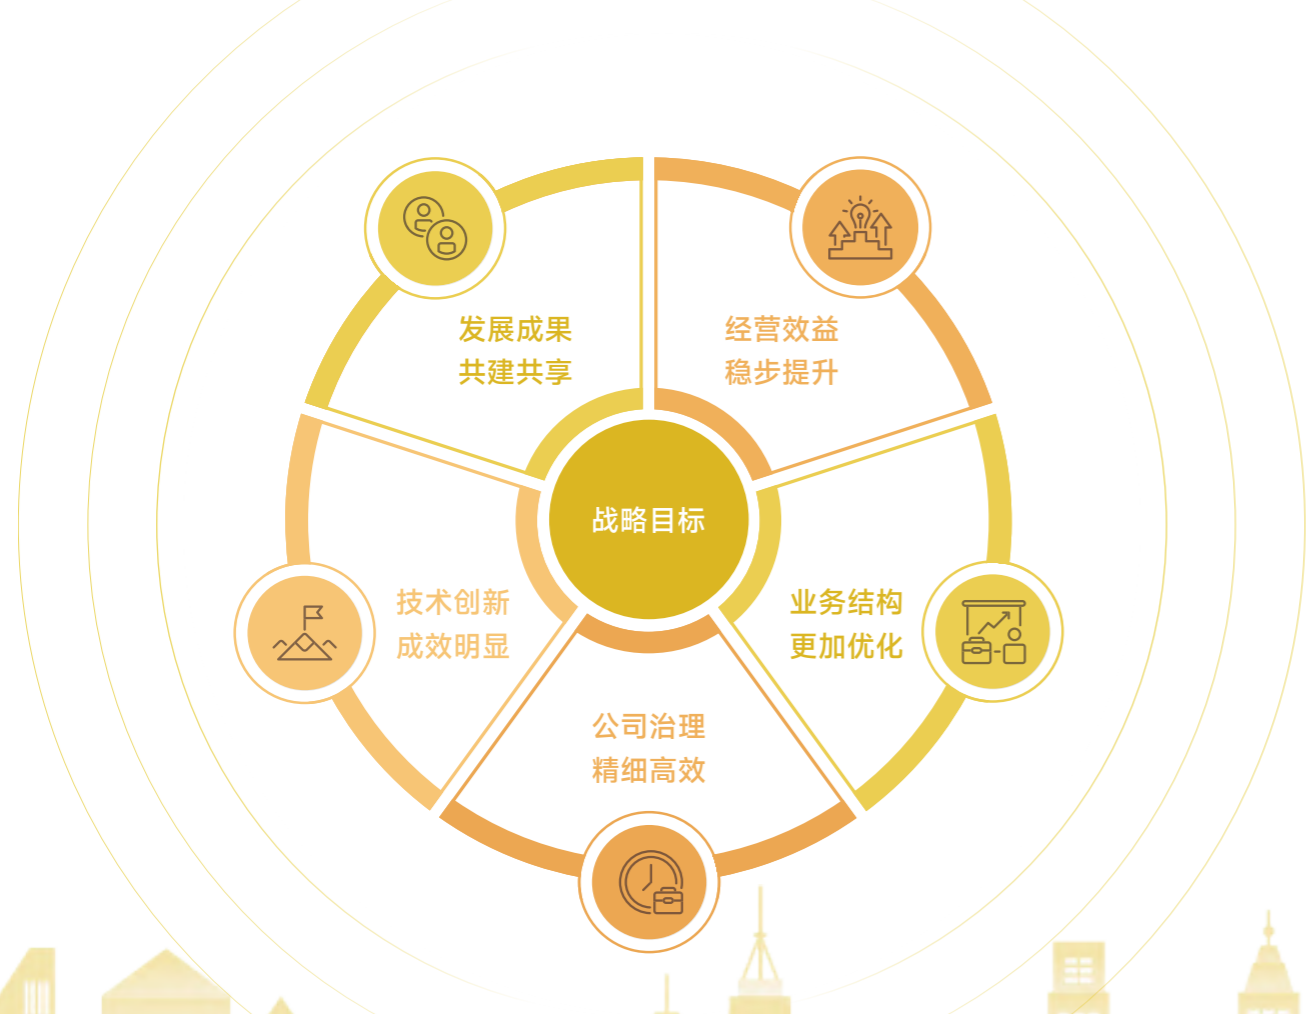 发展成果
共建共享
经营效益
稳步提升
战略目标
技术创新
成效明显
业务结构
更加优化
公司治理
精细高效